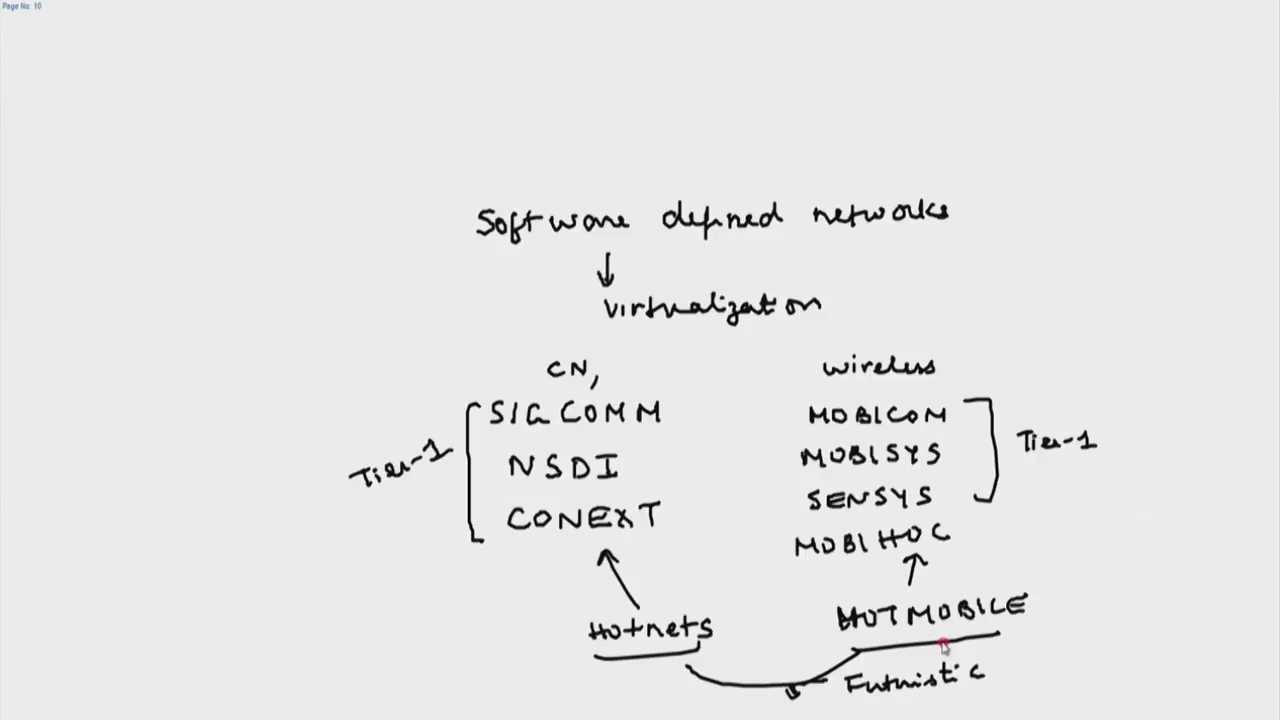 Page No: 10
Software defined networks
virtualization
CN, wireless
SIGCOMM MOBICOM
Tier-1 NSDI MOBISYS Tier-1
CONEXT SENSYS
MOBIHOC
Hotnets HOTMOBILE
Futuristic